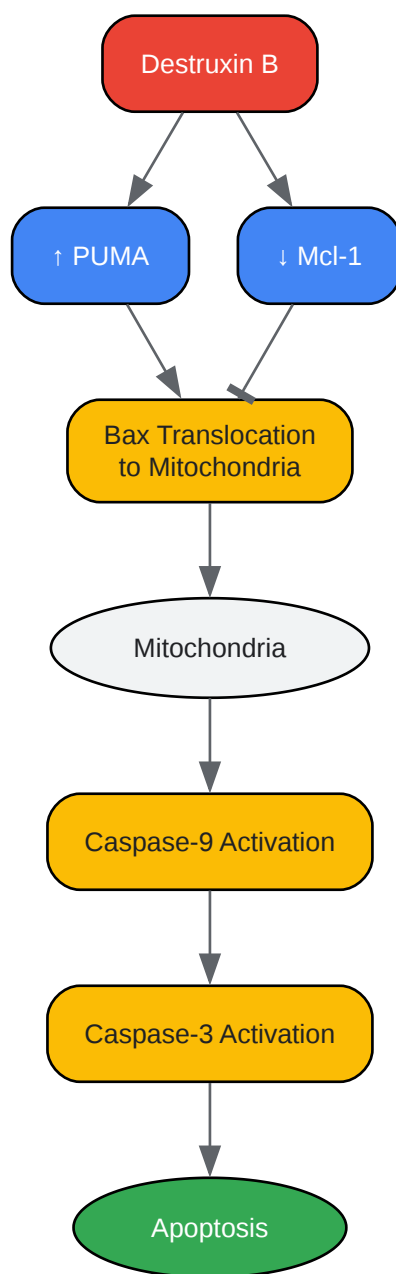 Destruxin B
↑ PUMA
↓ Mcl-1
Bax Translocation
to Mitochondria
Mitochondria
Caspase-9 Activation
Caspase-3 Activation
Apoptosis